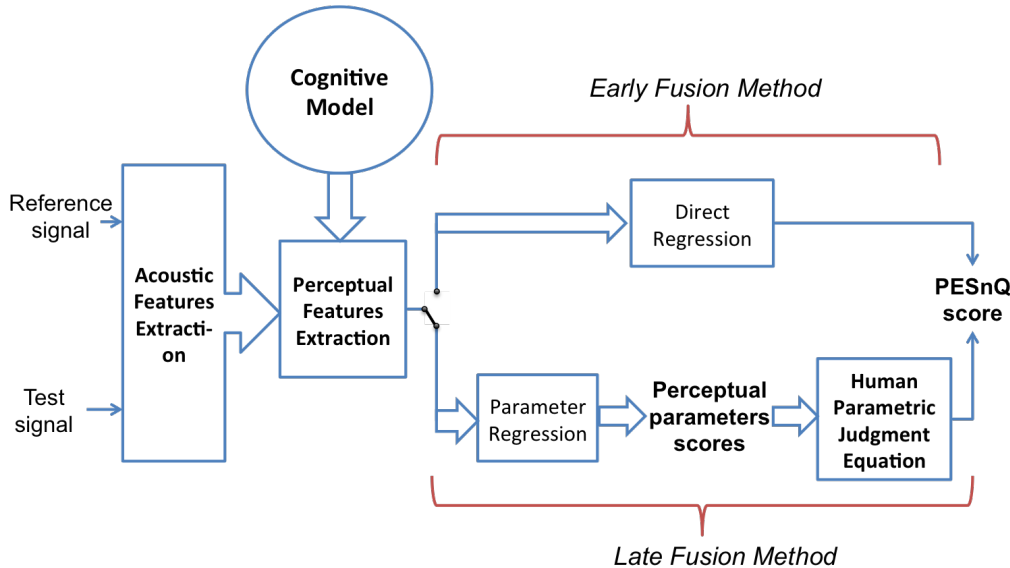 Cognitive
Model
Early Fusion Method
Reference
signal
Test
signal
Acoustic
Features
Extracti-
on
Perceptual
Features
Extraction
Direct
Regression
Parameter
Regression
Perceptual
parameters
scores
Human
Parametric
Judgment
Equation
PESnQ
score
Late Fusion Method